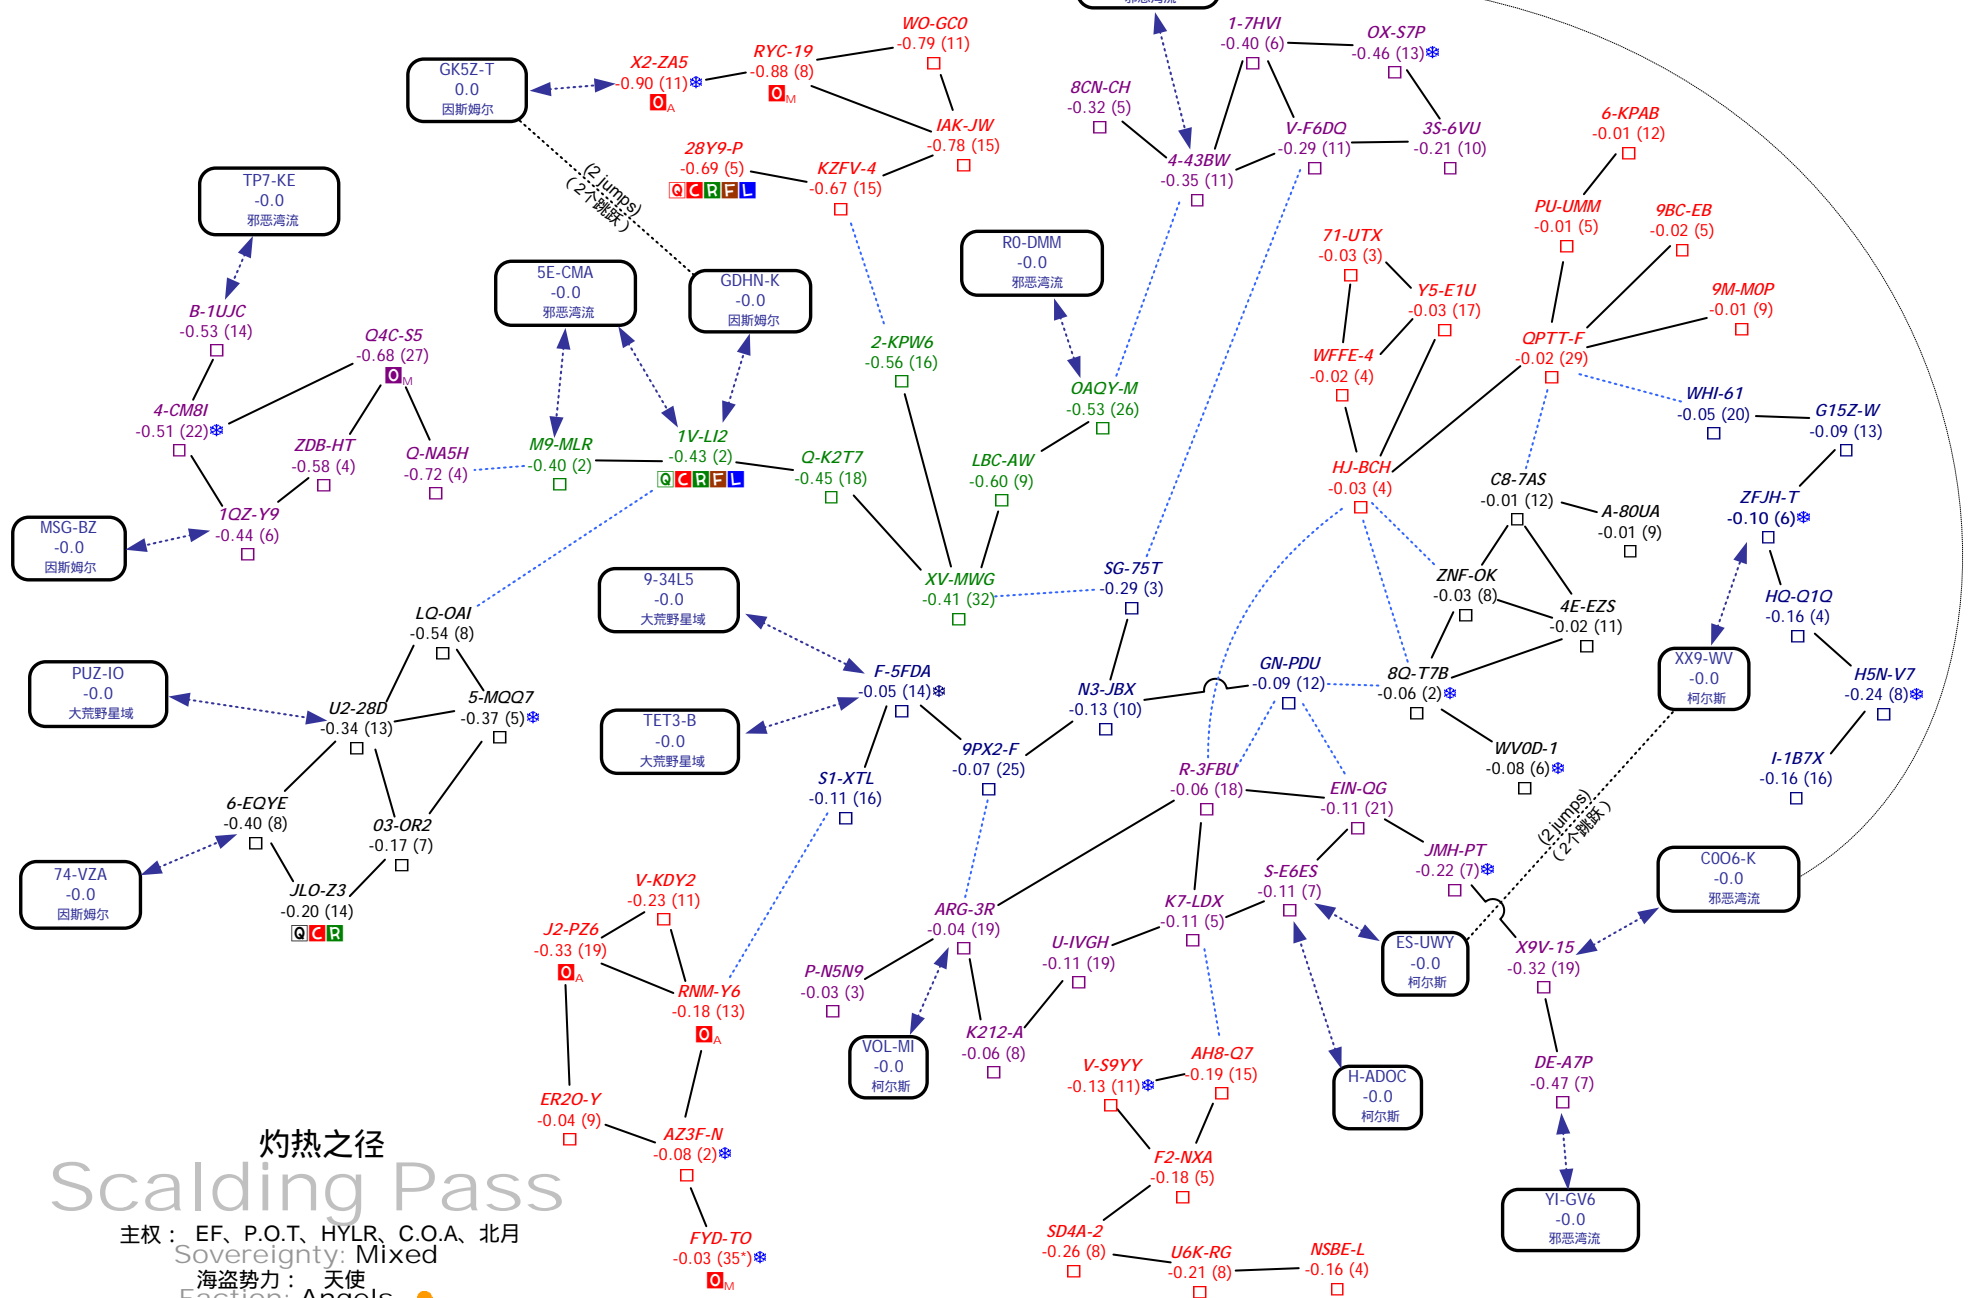 邪恶湾流
WO-GC0
-0.79 (11)
1-7HVI
-0.40 (6)
OX-S7P
-0.46 (13)
RYC-19
-0.88 (8)
M
X2-ZA5
-0.90 (11)
A
GK5Z-T
0.0
因斯姆尔
8CN-CH
-0.32 (5)
IAK-JW
-0.78 (15)
V-F6DQ
-0.29 (11)
3S-6VU
-0.21 (10)
6-KPAB
-0.01 (12)
28Y9-P
-0.69 (5)
Q C R F L
KZFV-4
-0.67 (15)
4-43BW
-0.35 (11)
(2 jumps)
(2个跳跃)
TP7-KE
-0.0
邪恶湾流
PU-UMM
-0.01 (5)
9BC-EB
-0.02 (5)
71-UTX
-0.03 (3)
R0-DMM
-0.0
邪恶湾流
5E-CMA
-0.0
邪恶湾流
GDHN-K
-0.0
因斯姆尔
Y5-E1U
-0.03 (17)
9M-M0P
-0.01 (9)
B-1UJC
-0.53 (14)
Q4C-S5
-0.68 (27)
M
2-KPW6
-0.56 (16)
WFFE-4
-0.02 (4)
QPTT-F
-0.02 (29)
OAQY-M
-0.53 (26)
WHI-61
-0.05 (20)
G15Z-W
-0.09 (13)
4-CM8I
-0.51 (22)
ZDB-HT
-0.58 (4)
Q-NA5H
-0.72 (4)
M9-MLR
-0.40 (2)
1V-LI2
-0.43 (2)
Q C R F L
Q-K2T7
-0.45 (18)
LBC-AW
-0.60 (9)
HJ-BCH
-0.03 (4)
C8-7AS
-0.01 (12)
A-80UA
-0.01 (9)
ZFJH-T
-0.10 (6)
1QZ-Y9
-0.44 (6)
MSG-BZ
-0.0
因斯姆尔
9-34L5
-0.0
大荒野星域
XV-MWG
-0.41 (32)
SG-75T
-0.29 (3)
ZNF-OK
-0.03 (8)
4E-EZS
-0.02 (11)
HQ-Q1Q
-0.16 (4)
LQ-OAI
-0.54 (8)
PUZ-IO
-0.0
大荒野星域
U2-28D
-0.34 (13)
5-MQQ7
-0.37 (5)
F-5FDA
-0.05 (14)
N3-JBX
-0.13 (10)
GN-PDU
-0.09 (12)
8Q-T7B
-0.06 (2)
XX9-WV
-0.0
柯尔斯
H5N-V7
-0.24 (8)
TET3-B
-0.0
大荒野星域
9PX2-F
-0.07 (25)
WV0D-1
-0.08 (6)
I-1B7X
-0.16 (16)
S1-XTL
-0.11 (16)
R-3FBU
-0.06 (18)
EIN-QG
-0.11 (21)
6-EQYE
-0.40 (8)
03-OR2
-0.17 (7)
(2 jumps)
(2个跳跃)
74-VZA
-0.0
因斯姆尔
JLO-Z3
-0.20 (14)
Q C R
JMH-PT
-0.22 (7)
C0O6-K
-0.0
邪恶湾流
V-KDY2
-0.23 (11)
S-E6ES
-0.11 (7)
ARG-3R
-0.04 (19)
K7-LDX
-0.11 (5)
J2-PZ6
-0.33 (19)
A
U-IVGH
-0.11 (19)
ES-UWY
-0.0
柯尔斯
X9V-15
-0.32 (19)
P-N5N9
-0.03 (3)
RNM-Y6
-0.18 (13)
A
K212-A
-0.06 (8)
VOL-MI
-0.0
柯尔斯
V-S9YY
-0.13 (11)
AH8-Q7
-0.19 (15)
H-ADOC
-0.0
柯尔斯
DE-A7P
-0.47 (7)
ER2O-Y
-0.04 (9)
AZ3F-N
-0.08 (2)
F2-NXA
-0.18 (5)
YI-GV6
-0.0
邪恶湾流
FYD-TO
-0.03 (35*)
M
SD4A-2
-0.26 (8)
U6K-RG
-0.21 (8)
NSBE-L
-0.16 (4)
灼热之径
Scalding Pass
主权： EF、P.O.T、HYLR、C.O.A、北月
Sovereignty: Mixed
海盗势力： 天使
Faction: Angels